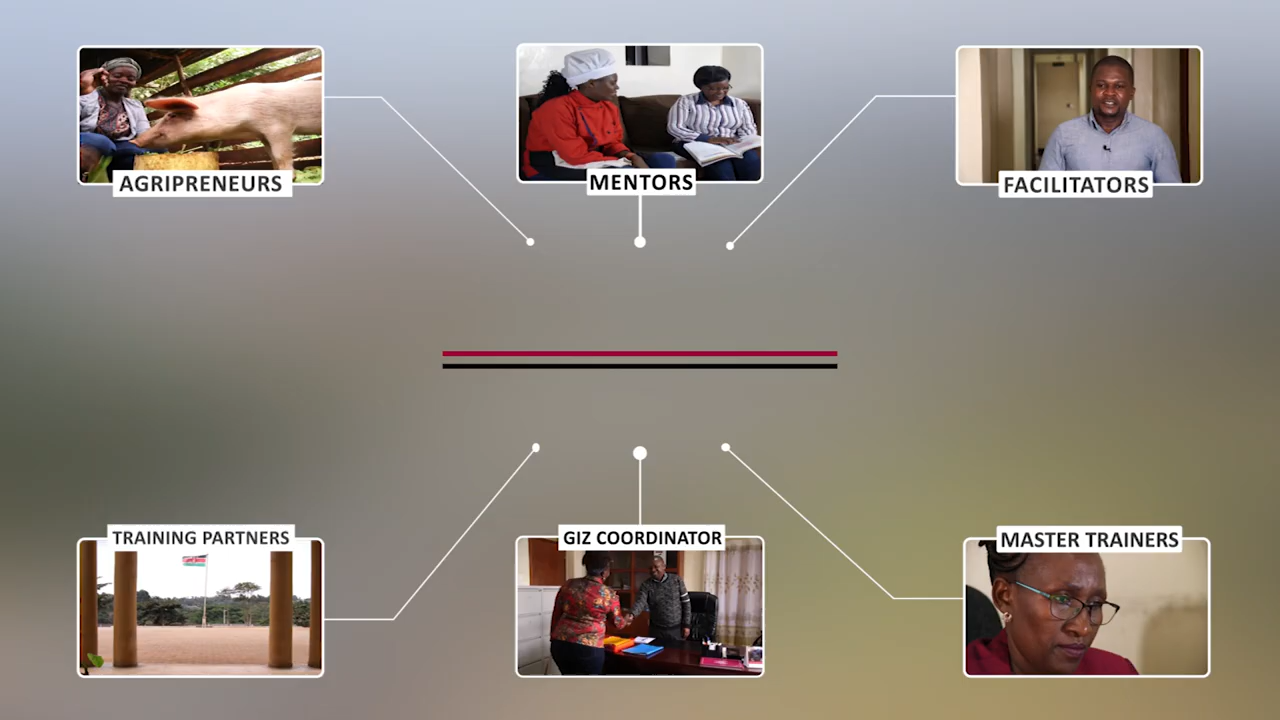 AGRIPRENEURS
MENTORS
FACILITATORS
TRAINING PARTNERS
GIZ COORDINATOR
MASTER TRAINERS